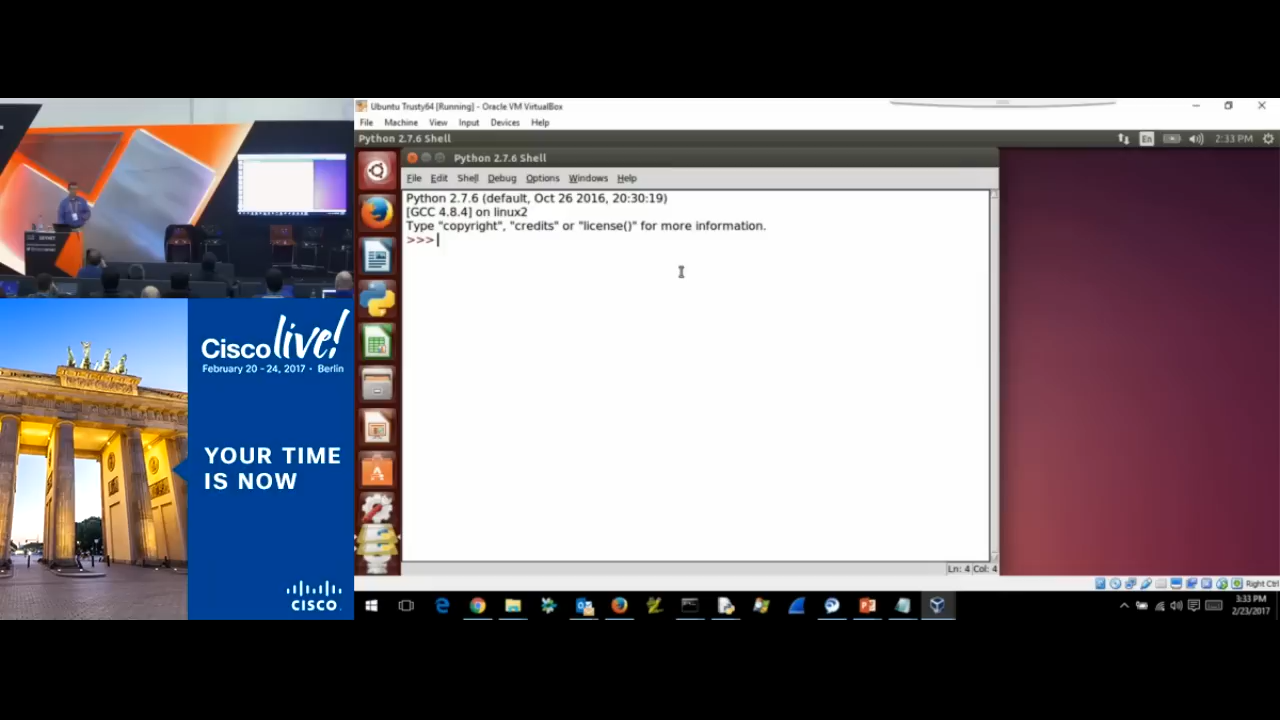 Ubuntu Trusty64 [Running] - Oracle VM VirtualBox
File Machine View Input Devices Help
Python 2.7.6 Shell
En
2:33 PM
Python 2.7.6 Shell
File Edit Shell Debug Options Windows Help
Python 2.7.6 (default, Oct 26 2016, 20:30:19)
[GCC 4.8.4] on linux2
Type "copyright", "credits" or "license()" for more information.
>>>
Ln: 4 Col: 4
Right Ctrl
3:33 PM
2/23/2017
Cisco live!
February 20 - 24, 2017 • Berlin
YOUR TIME
IS NOW
CISCO